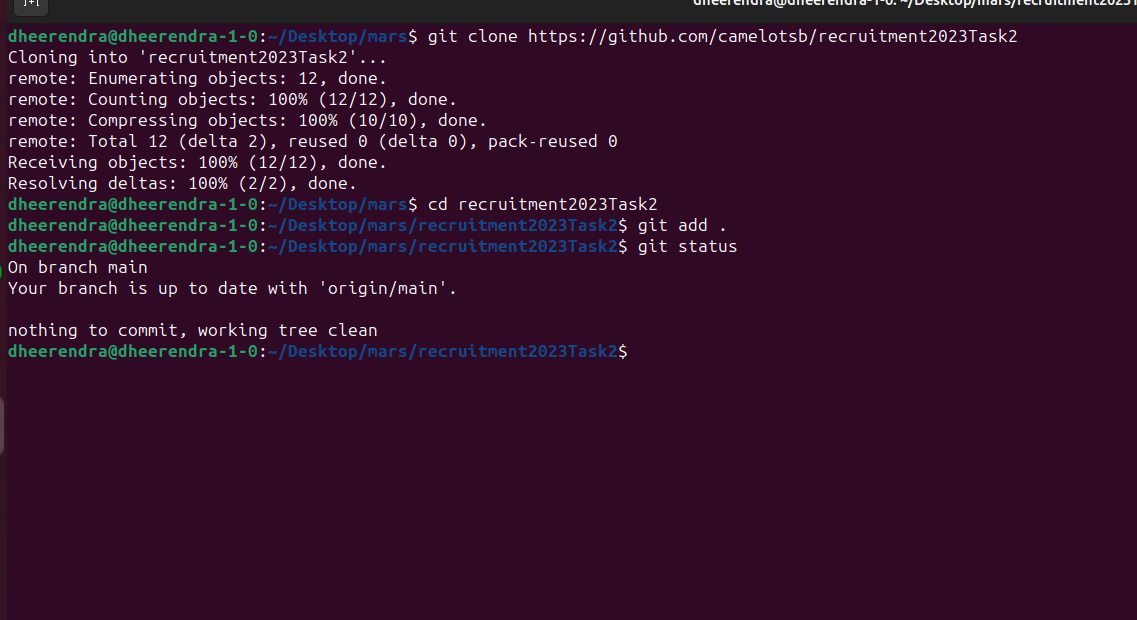 dheerendra@dheerendra-1-0: ~/Desktop/mars/recruitment2023T
dheerendra@dheerendra-1-0:~/Desktop/mars$ git clone https://github.com/camelotsb/recruitment2023Task2
Cloning into 'recruitment2023Task2'...
remote: Enumerating objects: 12, done.
remote: Counting objects: 100% (12/12), done.
remote: Compressing objects: 100% (10/10), done.
remote: Total 12 (delta 2), reused 0 (delta 0), pack-reused 0
Receiving objects: 100% (12/12), done.
Resolving deltas: 100% (2/2), done.
dheerendra@dheerendra-1-0:~/Desktop/mars$ cd recruitment2023Task2
dheerendra@dheerendra-1-0:~/Desktop/mars/recruitment2023Task2$ git add .
dheerendra@dheerendra-1-0:~/Desktop/mars/recruitment2023Task2$ git status
On branch main
Your branch is up to date with 'origin/main'.

nothing to commit, working tree clean
dheerendra@dheerendra-1-0:~/Desktop/mars/recruitment2023Task2$